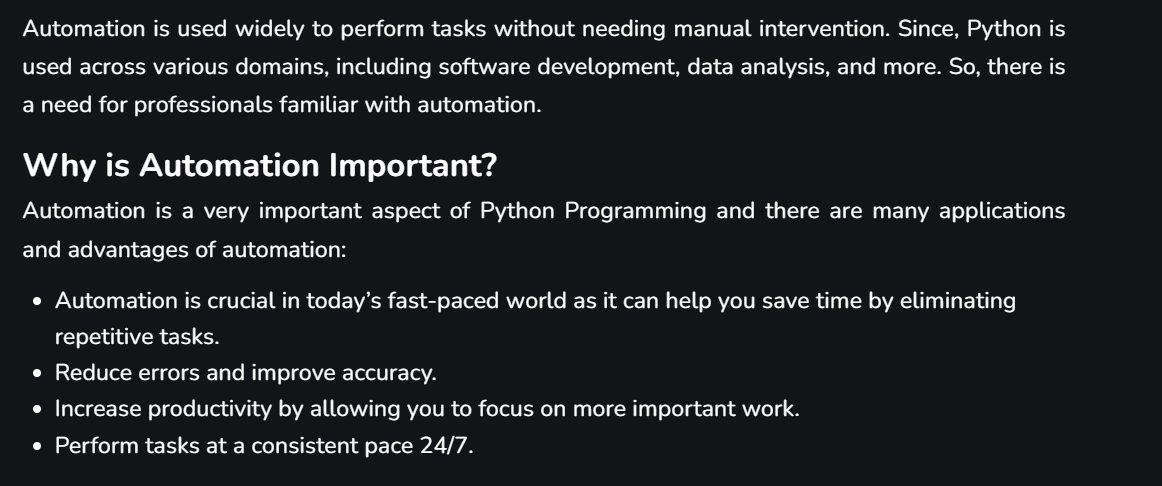 Automation is used widely to perform tasks without needing manual intervention. Since, Python is
used across various domains, including software development, data analysis, and more. So, there is
a need for professionals familiar with automation.
Why is Automation Important?
Automation is a very important aspect of Python Programming and there are many applications
and advantages of automation:
• Automation is crucial in today’s fast-paced world as it can help you save time by eliminating
repetitive tasks.
• Reduce errors and improve accuracy.
• Increase productivity by allowing you to focus on more important work.
• Perform tasks at a consistent pace 24/7.